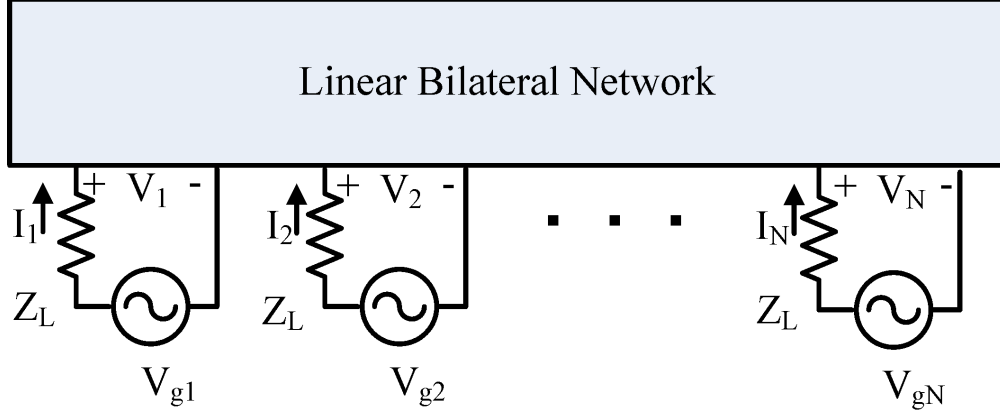 Linear Bilateral Network
+ V1 - + V2 - + VN -
I1 I2 . . . IN
ZL ZL ZL
Vg1 Vg2 VgN